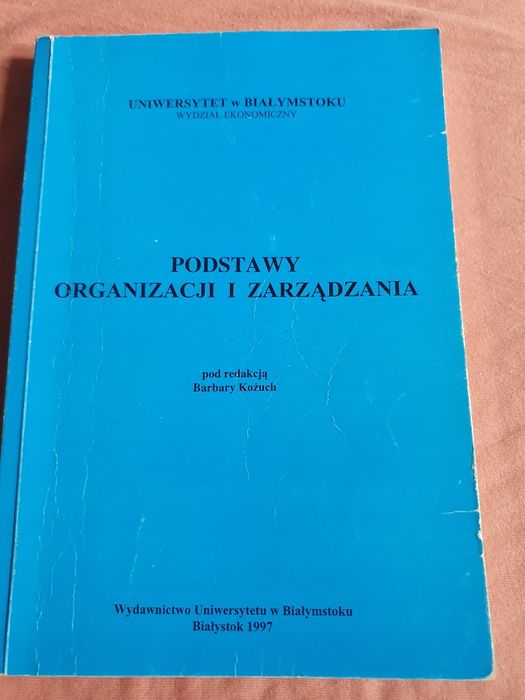 UNIWERSYTET w BIAŁYMSTOKU
WYDZIAŁ EKONOMICZNY
PODSTAWY
ORGANIZACJI I ZARZĄDZANIA
pod redakcją
Barbary Kożuch
Wydawnictwo Uniwersytetu w Białymstoku
Białystok 1997